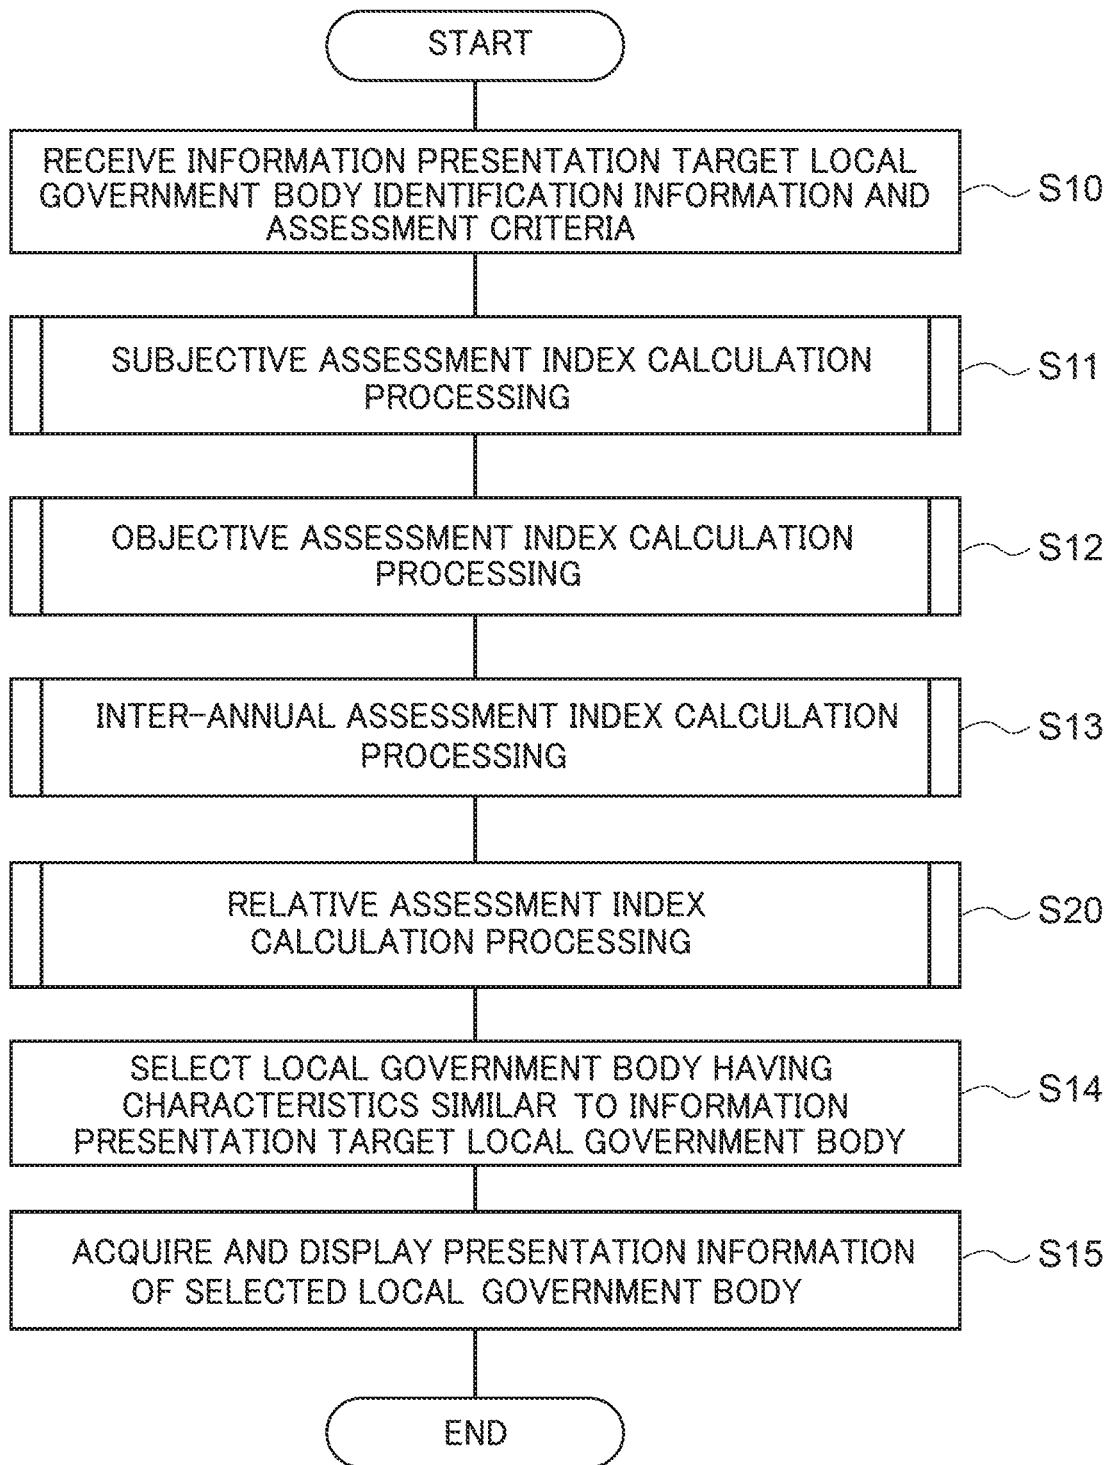 START
RECEIVE INFORMATION PRESENTATION TARGET LOCAL
GOVERNMENT BODY IDENTIFICATION INFORMATION AND
ASSESSMENT CRITERIA
S10
SUBJECTIVE ASSESSMENT INDEX CALCULATION
PROCESSING
S11
OBJECTIVE ASSESSMENT INDEX CALCULATION
PROCESSING
S12
INTER-ANNUAL ASSESSMENT INDEX CALCULATION
PROCESSING
S13
RELATIVE ASSESSMENT INDEX
CALCULATION PROCESSING
S20
SELECT LOCAL GOVERNMENT BODY HAVING
CHARACTERISTICS SIMILAR TO INFORMATION
PRESENTATION TARGET LOCAL GOVERNMENT BODY
S14
ACQUIRE AND DISPLAY PRESENTATION INFORMATION
OF SELECTED LOCAL GOVERNMENT BODY
S15
END